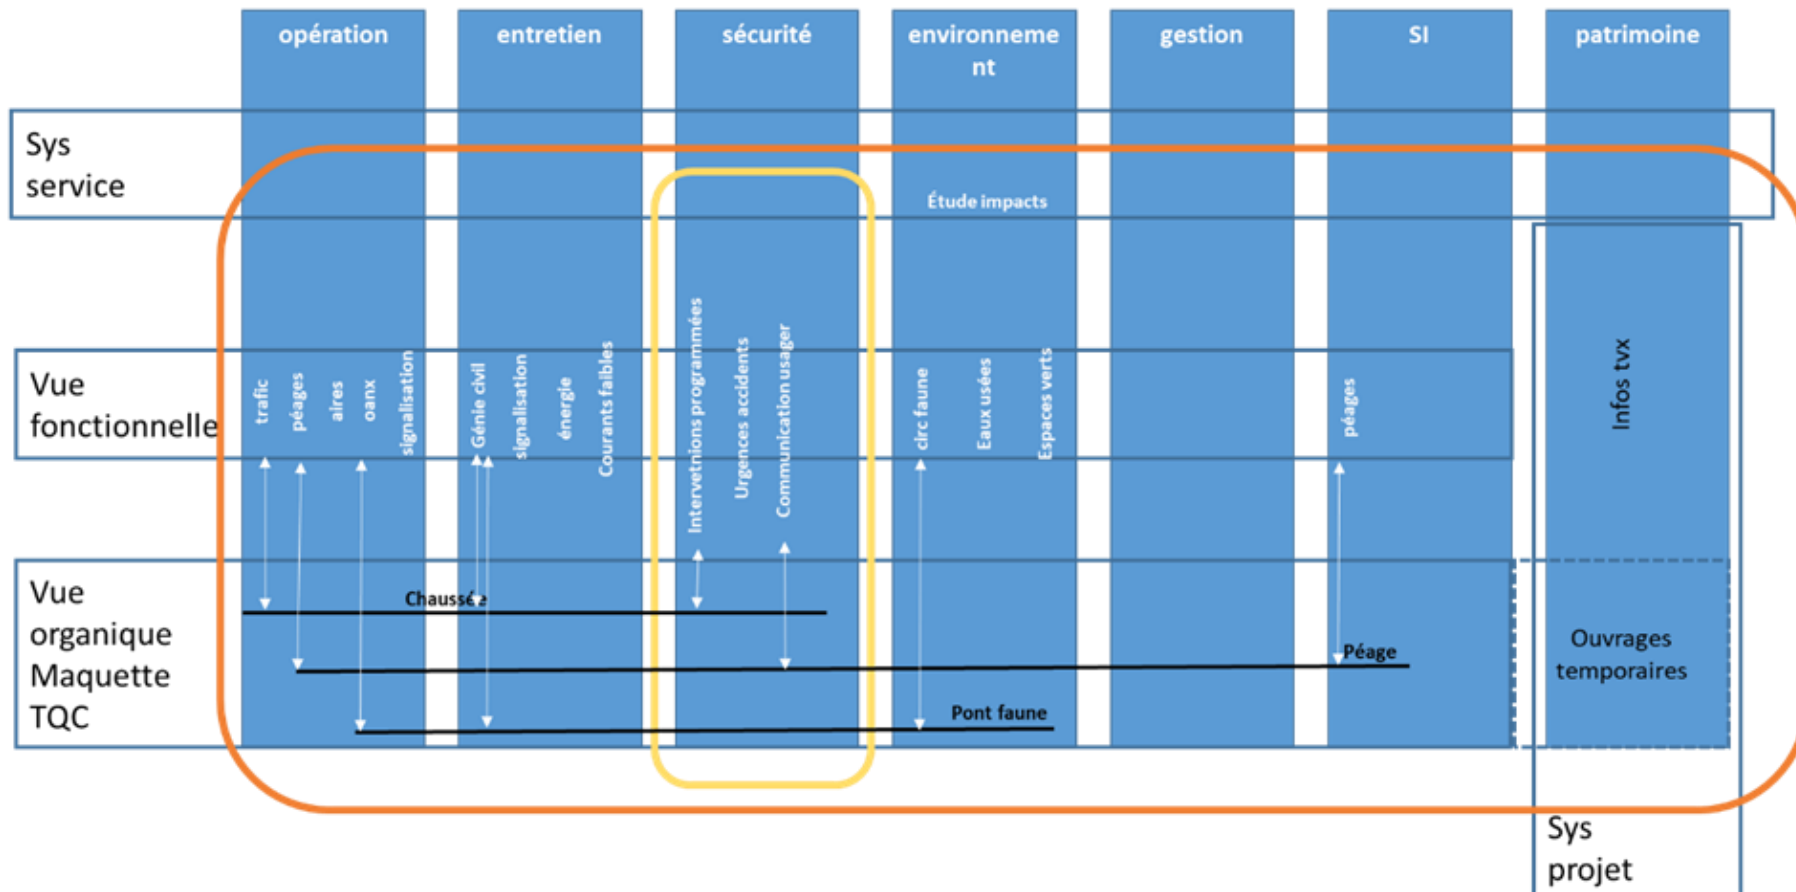 opération
entretien
sécurité
environneme
nt
gestion
SI
patrimoine
Sys
service
Étude impacts
Vue
fonctionnelle
trafic
péages
aires
oanx
signalisation
Génie civil
signalisation
énergie
Courants faibles
Intervetnions programmées
Urgences accidents
Communication usager
circ faune
Eaux usées
Espaces verts
péages
Infos tvx
Vue
organique
Maquette
TQC
Chaussée
Péage
Pont faune
Ouvrages
temporaires
Sys
projet